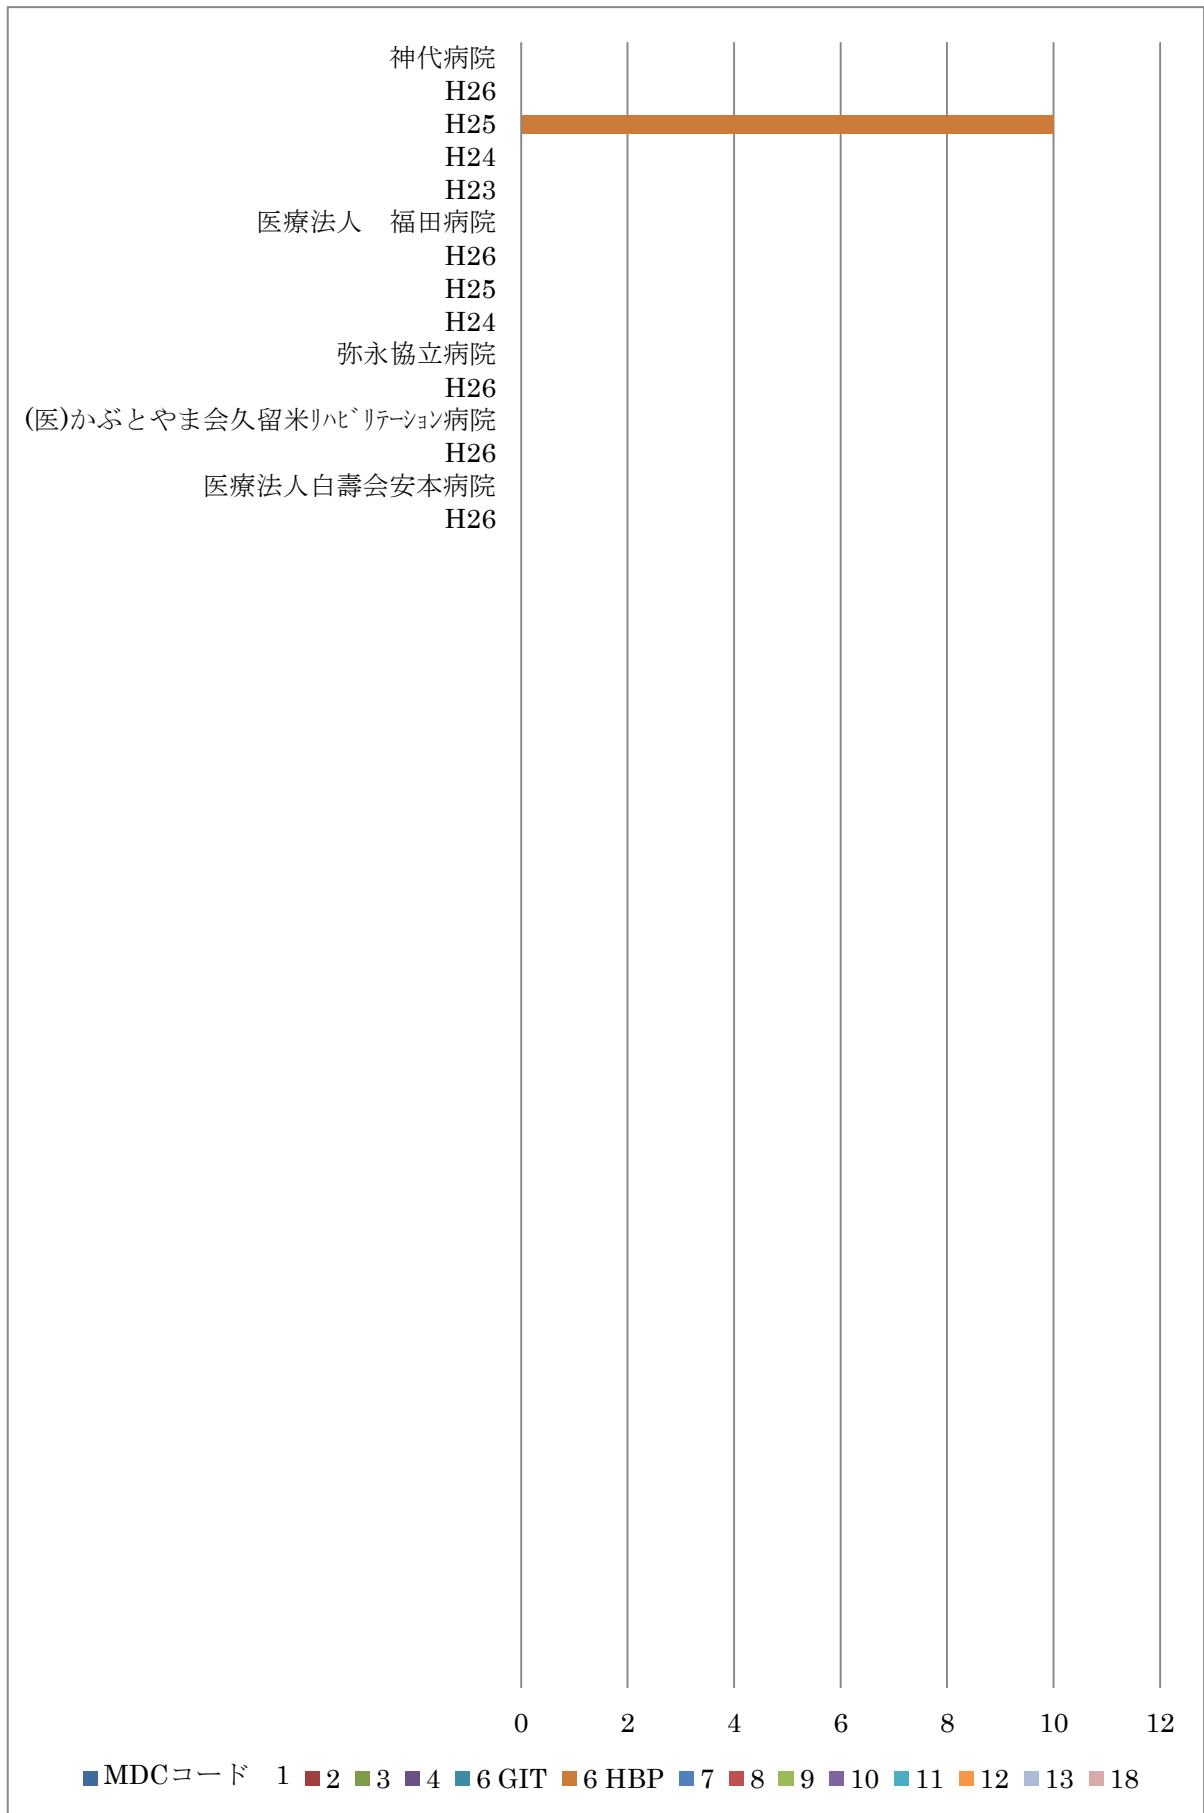 神代病院
H26
H25
H24
H23
医療法人　福田病院
H26
H25
H24
弥永協立病院
H26
(医)かぶとやま会久留米ﾘﾊﾋﾞﾘﾃｰｼｮﾝ病院
H26
医療法人白壽会安本病院
H26
0 2 4 6 8 10 12
MDCコード　1 2 3 4 6 GIT 6 HBP 7 8 9 10 11 12 13 18